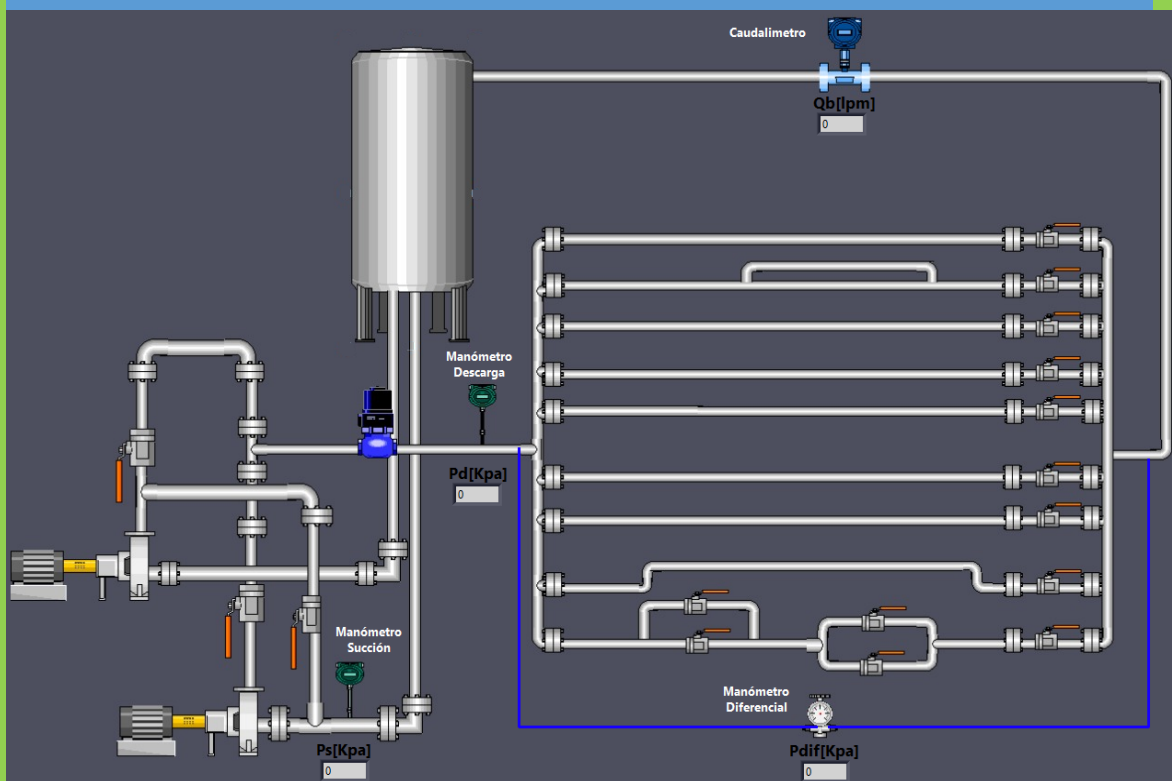 Caudalimetro
Qb[lpm]
0
Manómetro
Descarga
Pd[Kpa]
0
Manómetro
Succión
Ps[Kpa]
0
Manómetro
Diferencial
Pdif[Kpa]
0